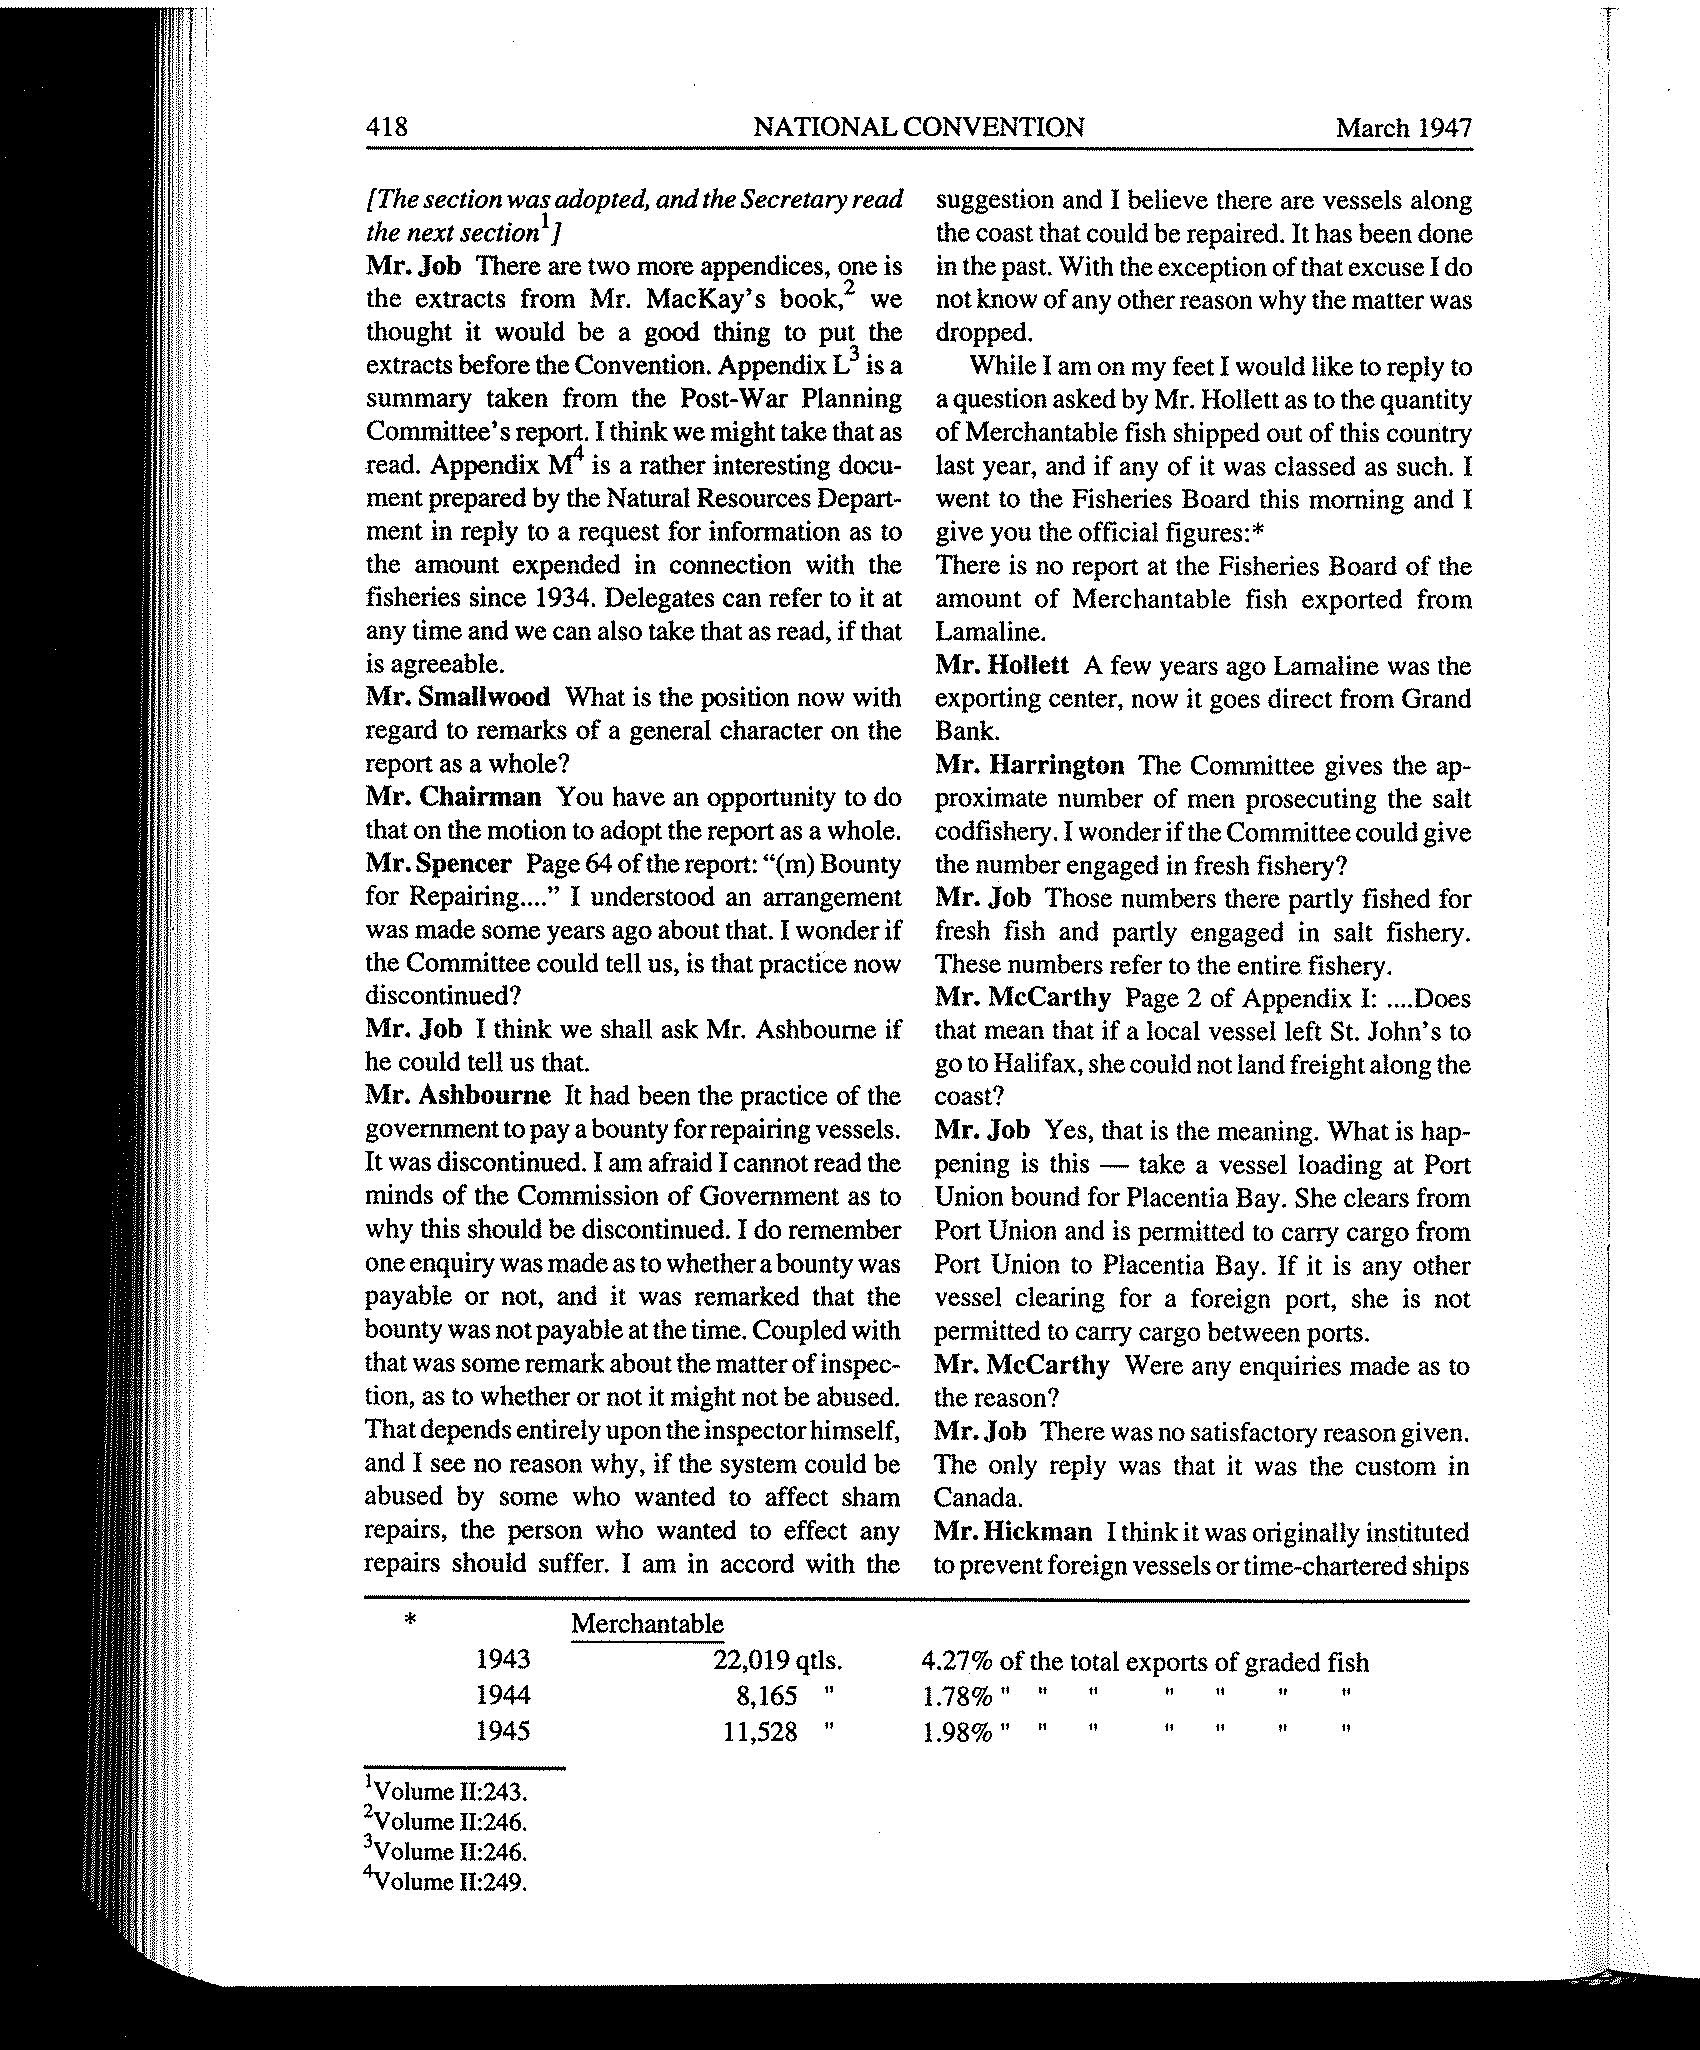 418 NATIONAL CONVENTION March 1947
[The section was adopted, and the Secretary read
the next section1]
Mr. Job There are two more appendices, one is
the extracts from Mr. MacKay's book,2 we
thought it would be a good thing to put the
extracts before the Convention. Appendix L3 is a
summary taken from the Post-War Planning
Committee's report. I think we might take that as
read. Appendix M4 is a rather interesting docu-
ment prepared by the Natural Resources Depart-
ment in reply to a request for information as to
the amount expended in connection with the
fisheries since 1934. Delegates can refer to it at
any time and we can also take that as read, if that
is agreeable.
Mr. Smallwood What is the position now with
regard to remarks of a general character on the
report as a whole?
Mr. Chairman You have an opportunity to do
that on the motion to adopt the report as a whole.
Mr. Spencer Page 64 of the report: "(m) Bounty
for Repairing...." I understood an arrangement
was made some years ago about that. I wonder if
the Committee could tell us, is that practice now
discontinued?
Mr. Job I think we shall ask Mr. Ashbourne if
he could tell us that.
Mr. Ashbourne It had been the practice of the
government to pay a bounty for repairing vessels.
It was discontinued. I am afraid I cannot read the
minds of the Commission of Government as to
why this should be discontinued. I do remember
one enquiry was made as to whether a bounty was
payable or not, and it was remarked that the
bounty was not payable at the time. Coupled with
that was some remark about the matter of inspec-
tion, as to whether or not it might not be abused.
That depends entirely upon the inspector himself,
and I see no reason why, if the system could be
abused by some who wanted to affect sham
repairs, the person who wanted to effect any
repairs should suffer. I am in accord with the
suggestion and I believe there are vessels along
the coast that could be repaired. It has been done
in the past. With the exception of that excuse I do
not know of any other reason why the matter was
dropped.
While I am on my feet I would like to reply to
a question asked by Mr. Hollett as to the quantity
of Merchantable fish shipped out of this country
last year, and if any of it was classed as such. I
went to the Fisheries Board this morning and I
give you the official figures:*
There is no report at the Fisheries Board of the
amount of Merchantable fish exported from
Lamaline.
Mr. Hollett A few years ago Lamaline was the
exporting center, now it goes direct from Grand
Bank.
Mr. Harrington The Committee gives the ap-
proximate number of men prosecuting the salt
codfishery. I wonder if the Committee could give
the number engaged in fresh fishery?
Mr. Job Those numbers there partly fished for
fresh fish and partly engaged in salt fishery.
These numbers refer to the entire fishery.
Mr. McCarthy Page 2 of Appendix I: ....Does
that mean that if a local vessel left St. John's to
go to Halifax, she could not land freight along the
coast?
Mr. Job Yes, that is the meaning. What is hap-
pening is this — take a vessel loading at Port
Union bound for Placentia Bay. She clears from
Port Union and is permitted to carry cargo from
Port Union to Placentia Bay. If it is any other
vessel clearing for a foreign port, she is not
permitted to carry cargo between ports.
Mr. McCarthy Were any enquiries made as to
the reason?
Mr. Job There was no satisfactory reason given.
The only reply was that it was the custom in
Canada.
Mr. Hickman I think it was originally instituted
to prevent foreign vessels or time-chartered ships
* Merchantable
1943 22,019 qtls. 4.27% of the total exports of graded fish
1944 8,165 " 1.78% " " " " " " "
1945 11,528 " 1.98% " " " " " " "
1Volume II:243.
2Volume II:246.
3Volume II:246.
4Volume II:249.